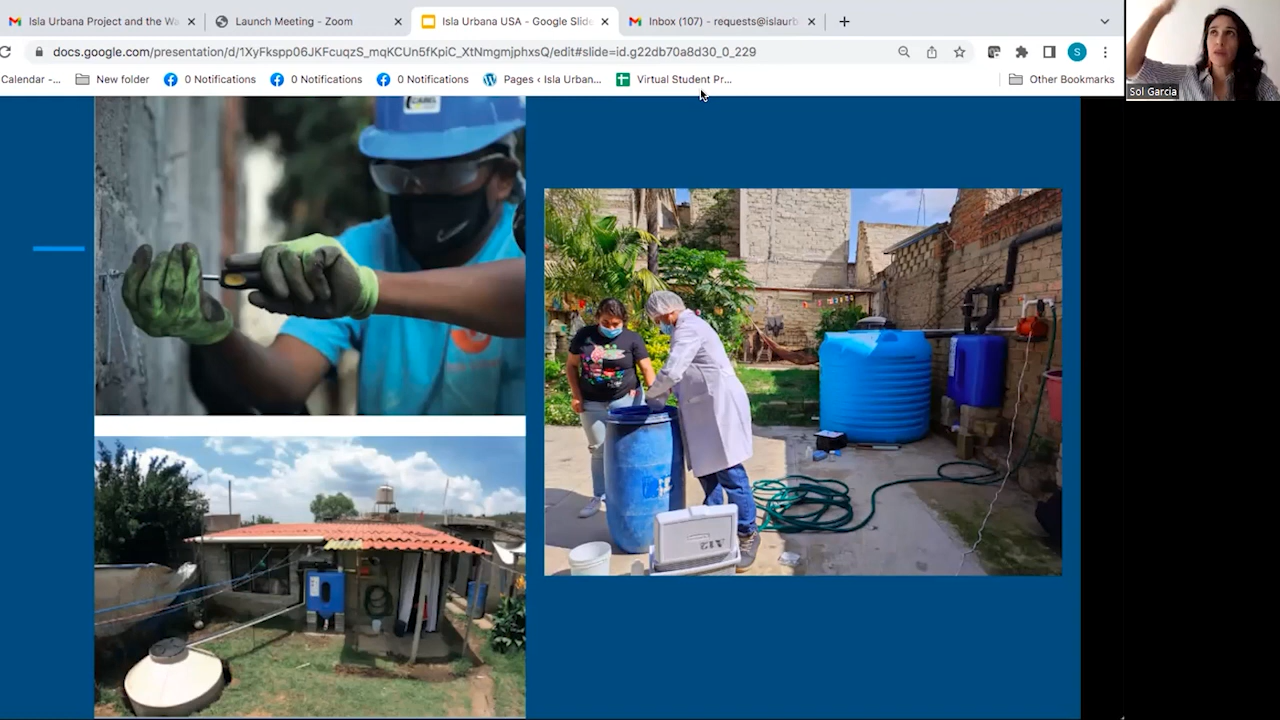 Isla Urbana Project and the Wa
Launch Meeting - Zoom
Isla Urbana USA - Google Slide
Inbox (107) - requests@islaurb
docs.google.com/presentation/d/1XyFkspp06JKFcuqzS_mqKCUn5fKpiC_XtNmgmjphxsQ/edit#slide=id.g22db70a8d30_0_229
S
Calendar -...
New folder
0 Notifications
0 Notifications
0 Notifications
Pages ‹ Isla Urban...
Virtual Student Pr...
Other Bookmarks
Sol Garcia
A12